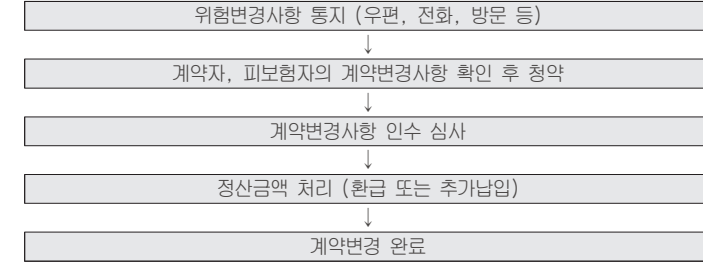 위험변경사항 통지 (우편, 전화, 방문 등)
↓
계약자, 피보험자의 계약변경사항 확인 후 청약
↓
계약변경사항 인수 심사
↓
정산금액 처리 (환급 또는 추가납입)
↓
계약변경 완료